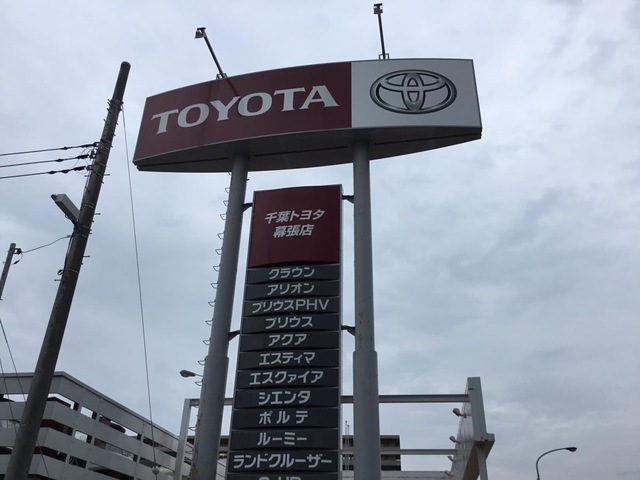 TOYOTA
千葉トヨタ
幕張店
クラウン
アリオン
プリウスPHV
プリウス
アクア
エスティマ
エスクァイア
シエンタ
ポルテ
ルーミー
ランドクルーザー